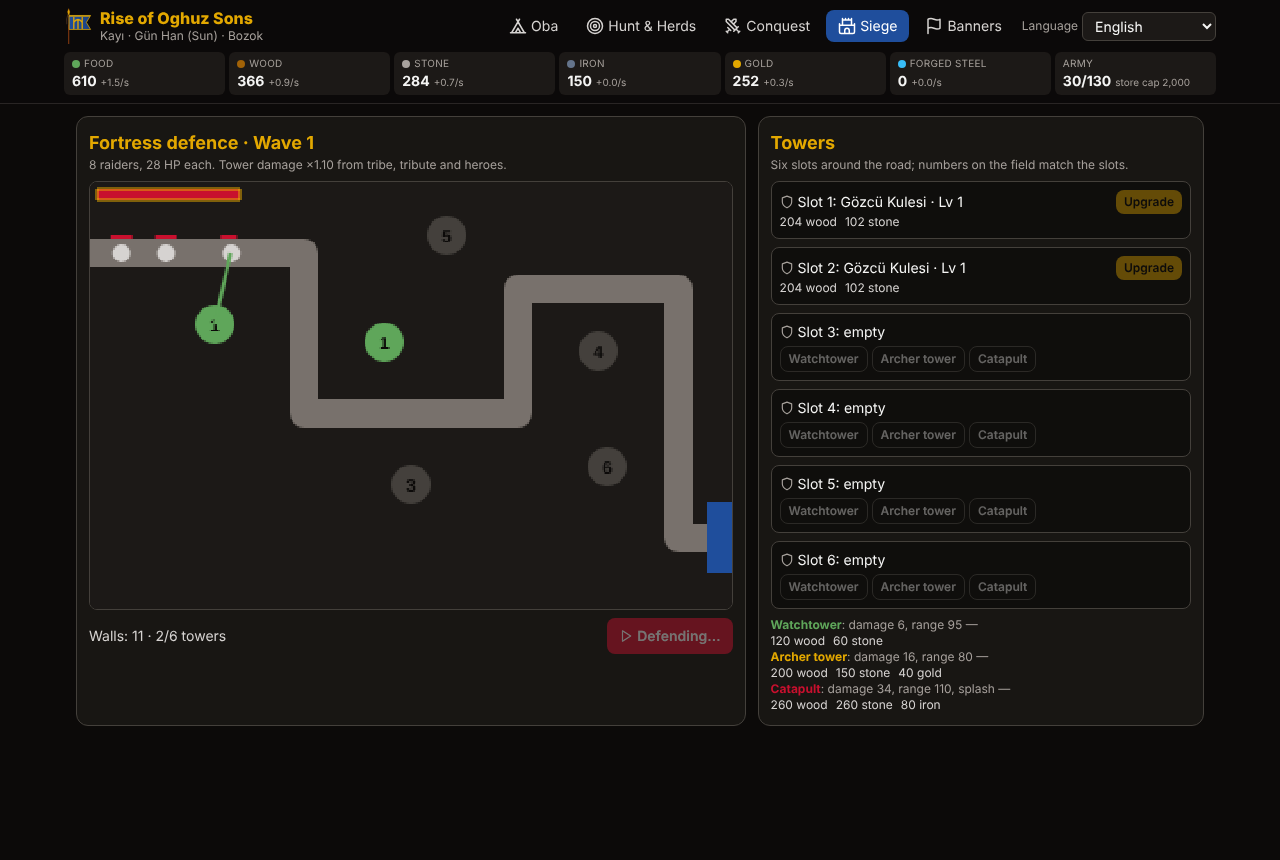 Rise of Oghuz Sons
Kayı · Gün Han (Sun) · Bozok
Oba
Hunt & Herds
Conquest
Siege
Banners
Language
English
FOOD
610 +1.5/s
WOOD
366 +0.9/s
STONE
284 +0.7/s
IRON
150 +0.0/s
GOLD
252 +0.3/s
FORGED STEEL
0 +0.0/s
ARMY
30/130 store cap 2,000
Fortress defence · Wave 1
8 raiders, 28 HP each. Tower damage ×1.10 from tribe, tribute and heroes.
5
1
1
4
6
3
Walls: 11 · 2/6 towers
Defending...
Towers
Six slots around the road; numbers on the field match the slots.
Slot 1: Gözcü Kulesi · Lv 1
Upgrade
204 wood 102 stone
Slot 2: Gözcü Kulesi · Lv 1
Upgrade
204 wood 102 stone
Slot 3: empty
Watchtower Archer tower Catapult
Slot 4: empty
Watchtower Archer tower Catapult
Slot 5: empty
Watchtower Archer tower Catapult
Slot 6: empty
Watchtower Archer tower Catapult
Watchtower: damage 6, range 95 —
120 wood 60 stone
Archer tower: damage 16, range 80 —
200 wood 150 stone 40 gold
Catapult: damage 34, range 110, splash —
260 wood 260 stone 80 iron